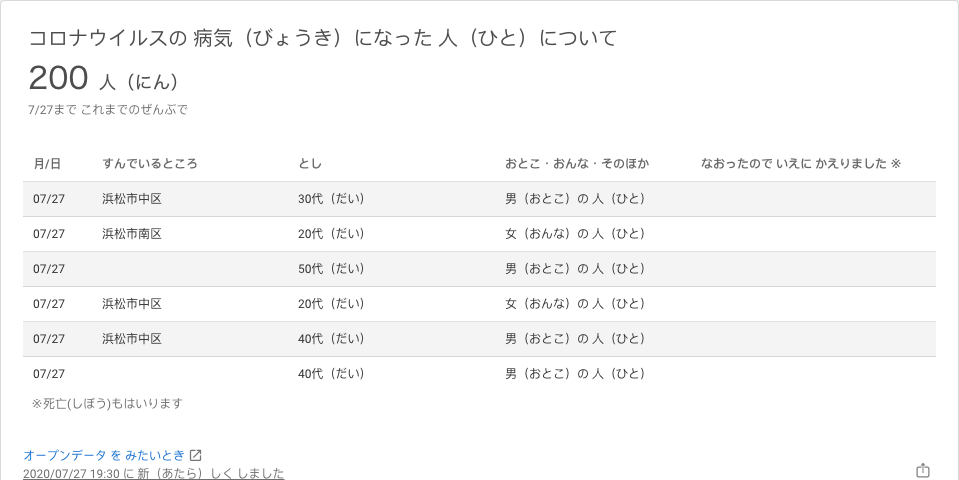 コロナウイルスの 病気（びょうき）になった 人（ひと）について
200 人（にん）
7/27まで これまでのぜんぶで
月/日 すんでいるところ とし おとこ・おんな・そのほか なおったので いえに かえりました ※
07/27 浜松市中区 30代（だい） 男（おとこ）の 人（ひと）
07/27 浜松市南区 20代（だい） 女（おんな）の 人（ひと）
07/27 50代（だい） 男（おとこ）の 人（ひと）
07/27 浜松市中区 20代（だい） 女（おんな）の 人（ひと）
07/27 浜松市中区 40代（だい） 男（おとこ）の 人（ひと）
07/27 40代（だい） 男（おとこ）の 人（ひと）
※死亡(しぼう)もはいります
オープンデータ を みたいとき
2020/07/27 19:30 に 新（あたら）しく しました